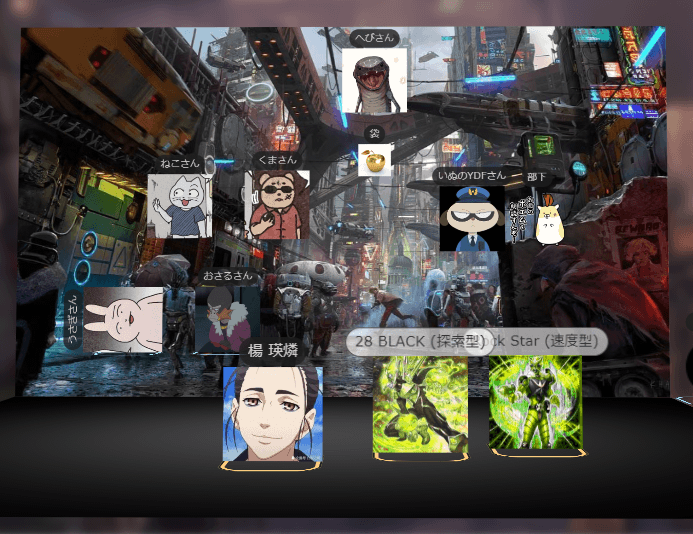 へびさん
袋
ねこさん
くまさん
いぬのYDFさん
部下
うさぎさん
おさるさん
楊 瑛燐
28 BLACK (探索型)
ck Star (速度型)